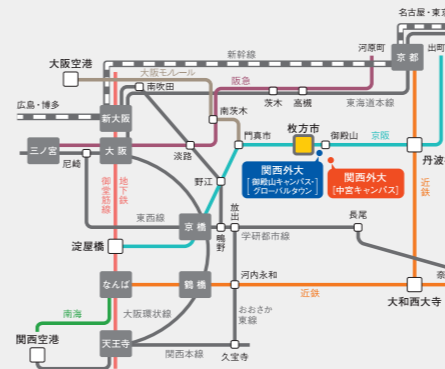 名古屋・東京
新幹線
河原町
京都
出町
大阪空港
大阪モノレール
南吹田
阪急
茨木
高槻
東海道本線
広島・博多
新大阪
南茨木
門真市
枚方市
御殿山
京阪
丹波
三ノ宮
尼崎
大阪
淡路
野江
関西外大
御殿山キャンパス・
グローバルタウン
関西外大
[中宮キャンパス]
近鉄
地下鉄
御堂筋線
東西線
京橋
放出
鴫野
学研都市線
長尾
淀屋橋
なんば
鶴橋
河内永和
近鉄
大和西大寺
奈
南海
大阪環状線
おおさか
東線
関西空港
天王寺
関西本線
久宝寺